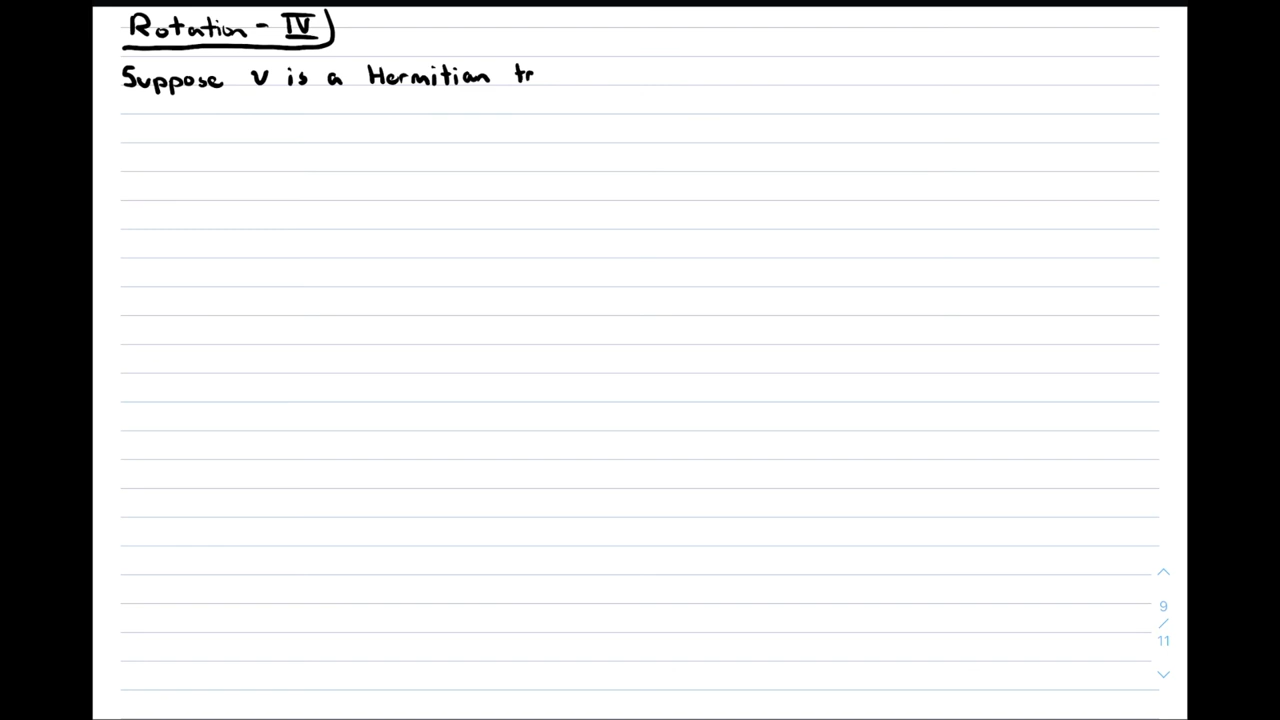 Rotation - IV
Suppose v is a Hermitian tr
9
/
11